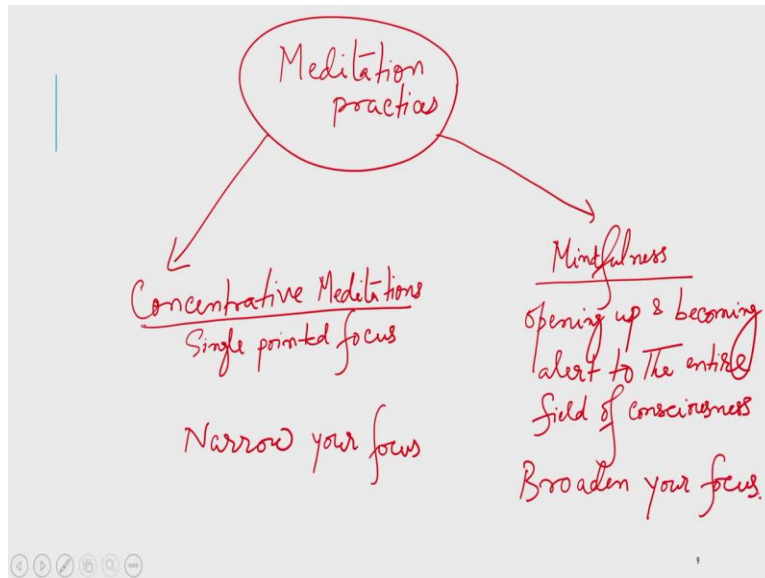 Meditation
practices
Concentrative Meditations
Single pointed focus
Narrow your focus
Mindfulness
opening up & becoming
alert to The entire
field of consciousness
Broaden your focus.
9